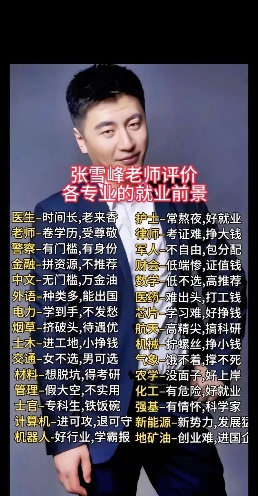 张雪峰老师评价
各专业的就业前景
医生-时间长,老来香
护士-常熬夜,好就业
老师-卷学历,受尊敬
律师-考证难,挣大钱
警察-有门槛,有身份
军人-不自由,包分配
金融-拼资源,不推荐
财会-低端惨,证值钱
中文-无门槛,万金油
数学-低不选,高推荐
外语-种类多,能出国
医药-难出头,打工钱
电力-学到手,不发愁
芯片-学习难,好挣钱
烟草-挤破头,待遇优
航天-高精尖,搞科研
土木-进工地,小挣钱
机械-拧螺丝,挣小钱
交通-女不选,男可选
气象-饿不着,撑不死
材料-想脱坑,得考研
农学-没面子,好上岸
管理-假大空,不实用
化工-有危险,好就业
士官-专科生,铁饭碗
强基-有情怀,科学家
计算机-进可攻,退可守
新能源-新势力,发展猛
机器人-好行业,学霸报
地矿油-创业难,进国企